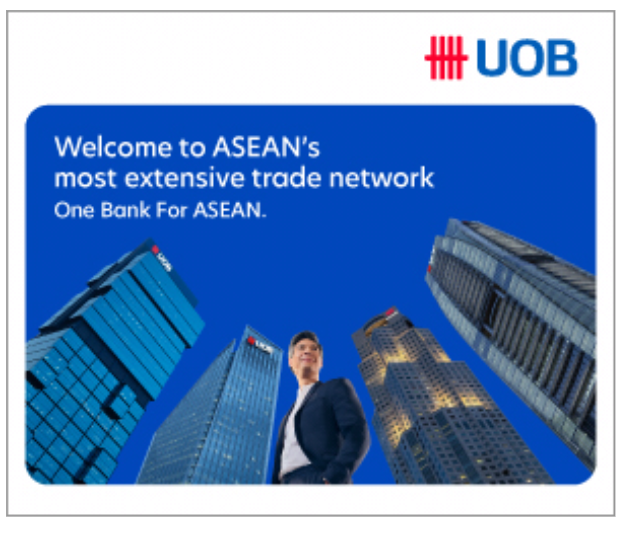 UOB
Welcome to ASEAN's
most extensive trade network
One Bank For ASEAN.
UOB
UOB